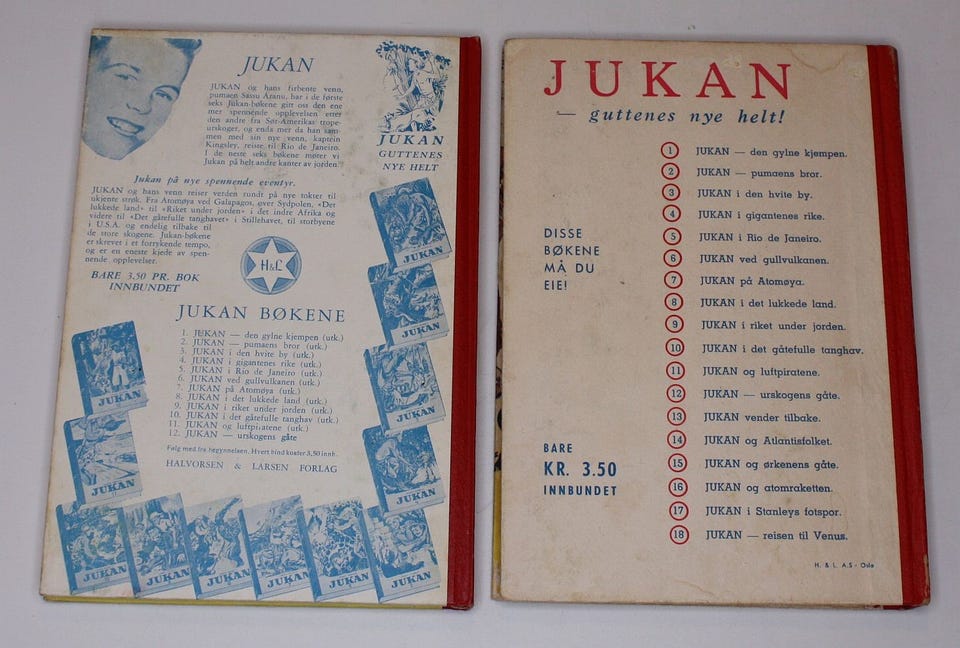 JUKAN
JUKAN og hans firbente venn,
pumaen Sassu Azanu, har i de første
seks Jukan-bøkene gitt oss den ene
mer spennende opplevelsen etter
den andre fra Sør-Amerikas trope-
urskoger, og enda mer da han sam-
men med sin nye venn, kaptein
Kingsley, reiste til Rio de Janeiro.
I de neste seks bøkene møter vi
Jukan på helt andre kanter av jorden.
JUKAN
GUTTENES
NYE HELT
Jukan på nye spennende eventyr.
JUKAN og hans venn reiser verden rundt på nye tokter til
ukjente strøk. Fra Atomøya ved Galapagos, over Sydpolen, «Det
lukkede land» til «Riket under jorden» i det indre Afrika og
videre til «Det gåtefulle tanghavet» i Stillehavet, til storbyene
i U.S.A. og endelig tilbake til
de store skogene. Jukan-bøkene
er skrevet i et forrykende tempo,
og er en eneste kjede av spen-
nende opplevelser.
BARE 3.50 PR. BOK
INNBUNDET
H&L
JUKAN BØKENE
1. JUKAN — den gylne kjempen (utk.)
2. JUKAN — pumaens bror (utk.)
3. JUKAN i den hvite by (utk.)
4. JUKAN i gigantenes rike (utk.)
5. JUKAN i Rio de Janeiro (utk.)
6. JUKAN ved gullvulkanen (utk.)
7. JUKAN på Atomøya (utk.)
8. JUKAN i det lukkede land (utk.)
9. JUKAN i riket under jorden (utk.)
10. JUKAN i det gåtefulle tanghav (utk.)
11. JUKAN og luftpiratene (utk.)
12. JUKAN — urskogens gåte
Følg med fra begynnelsen. Hvert bind koster 3,50 innb.
HALVORSEN & LARSEN FORLAG
JUKAN
JUKAN
JUKAN
JUKAN
JUKAN
JUKAN
JUKAN
JUKAN
JUKAN
JUKAN
JUKAN
JUKAN
JUKAN
— guttenes nye helt!
DISSE
BØKENE
MÅ DU
EIE!
1 JUKAN — den gylne kjempen.
2 JUKAN — pumaens bror.
3 JUKAN i den hvite by.
4 JUKAN i gigantenes rike.
5 JUKAN i Rio de Janeiro.
6 JUKAN ved gullvulkanen.
7 JUKAN på Atomøya.
8 JUKAN i det lukkede land.
9 JUKAN i riket under jorden.
10 JUKAN i det gåtefulle tanghav.
11 JUKAN og luftpiratene.
12 JUKAN — urskogens gåte.
13 JUKAN vender tilbake.
14 JUKAN og Atlantisfolket.
15 JUKAN og ørkenens gåte.
16 JUKAN og atomraketten.
17 JUKAN i Stanleys fotspor.
18 JUKAN — reisen til Venus.
BARE
KR. 3.50
INNBUNDET
H. & L. A.S - Oslo